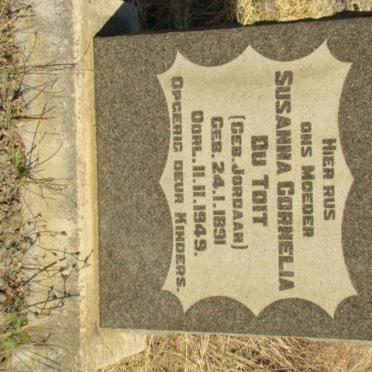 HIER RUS
ONS MOEDER
SUSANNA CORNELIA
DU TOIT
(GEB. JORDAAN)
GEB. 24.1.1891
OORL. 11.11.1949.
OPGERIG DEUR KINDERS.